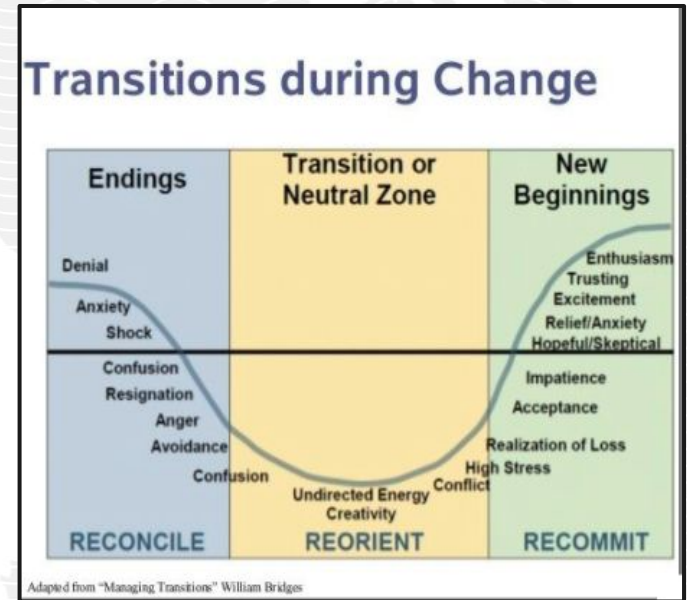 Transitions during Change
Endings
Transition or
Neutral Zone
New
Beginnings
Denial
Anxiety
Shock
Confusion
Resignation
Anger
Avoidance
Confusion
Undirected Energy
Creativity
Conflict
High Stress
Realization of Loss
Acceptance
Impatience
Hopeful/Skeptical
Relief/Anxiety
Excitement
Trusting
Enthusiasm
RECONCILE
REORIENT
RECOMMIT
Adapted from "Managing Transitions" William Bridges